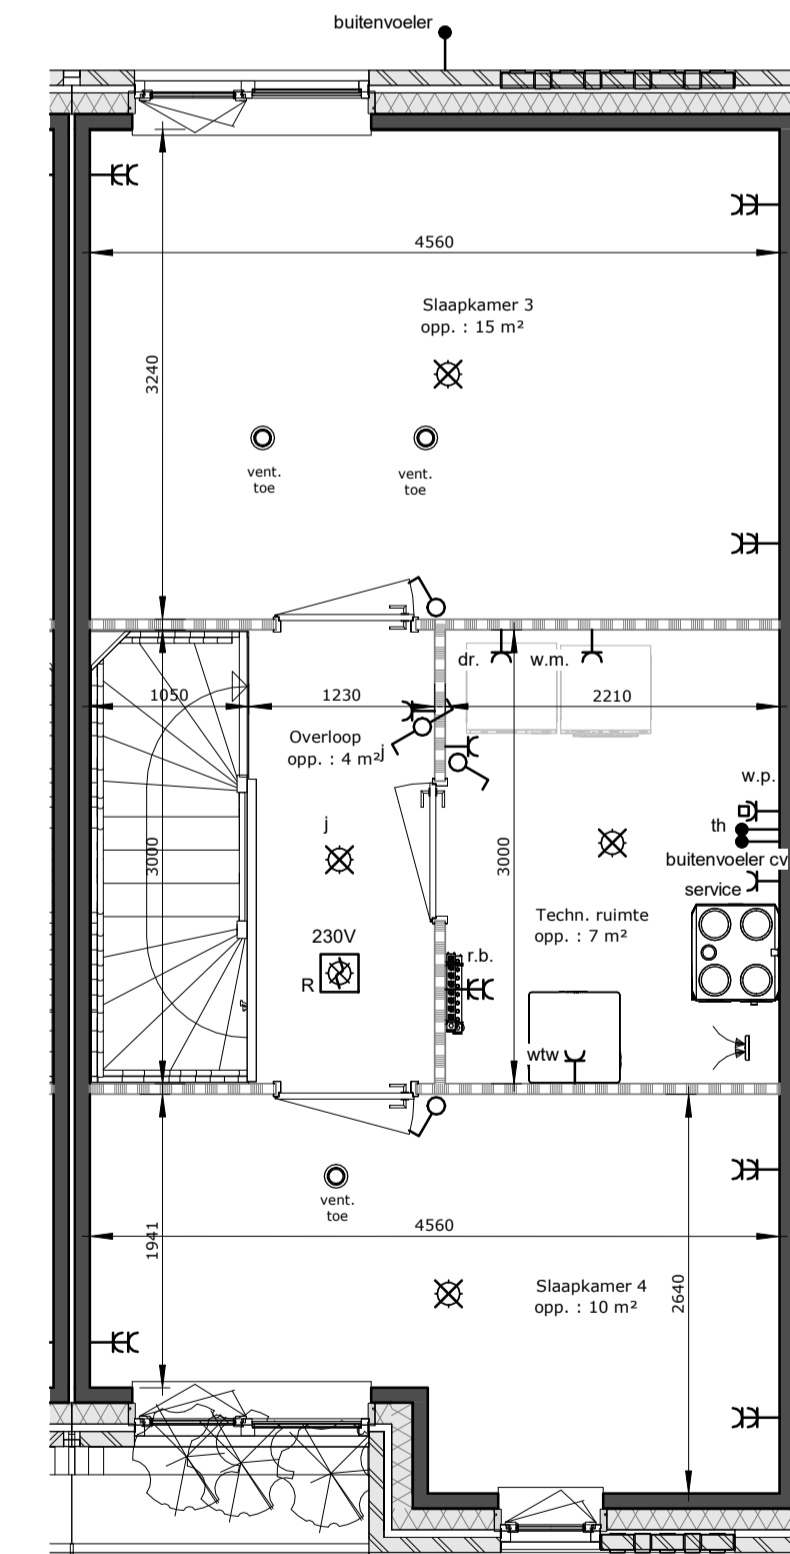 buitenvoeler
4560
Slaapkamer 3
opp. : 15 m²
3240
vent.
toe
vent.
toe
dr.
w.m.
1050
1230
2210
Overloop
opp. : 4 m²
j
j
w.p.
th
buitenvoeler cv
service
3000
3000
Techn. ruimte
opp. : 7 m²
230V
R
r.b.
wtw
vent.
toe
1941
4560
Slaapkamer 4
opp. : 10 m²
2640